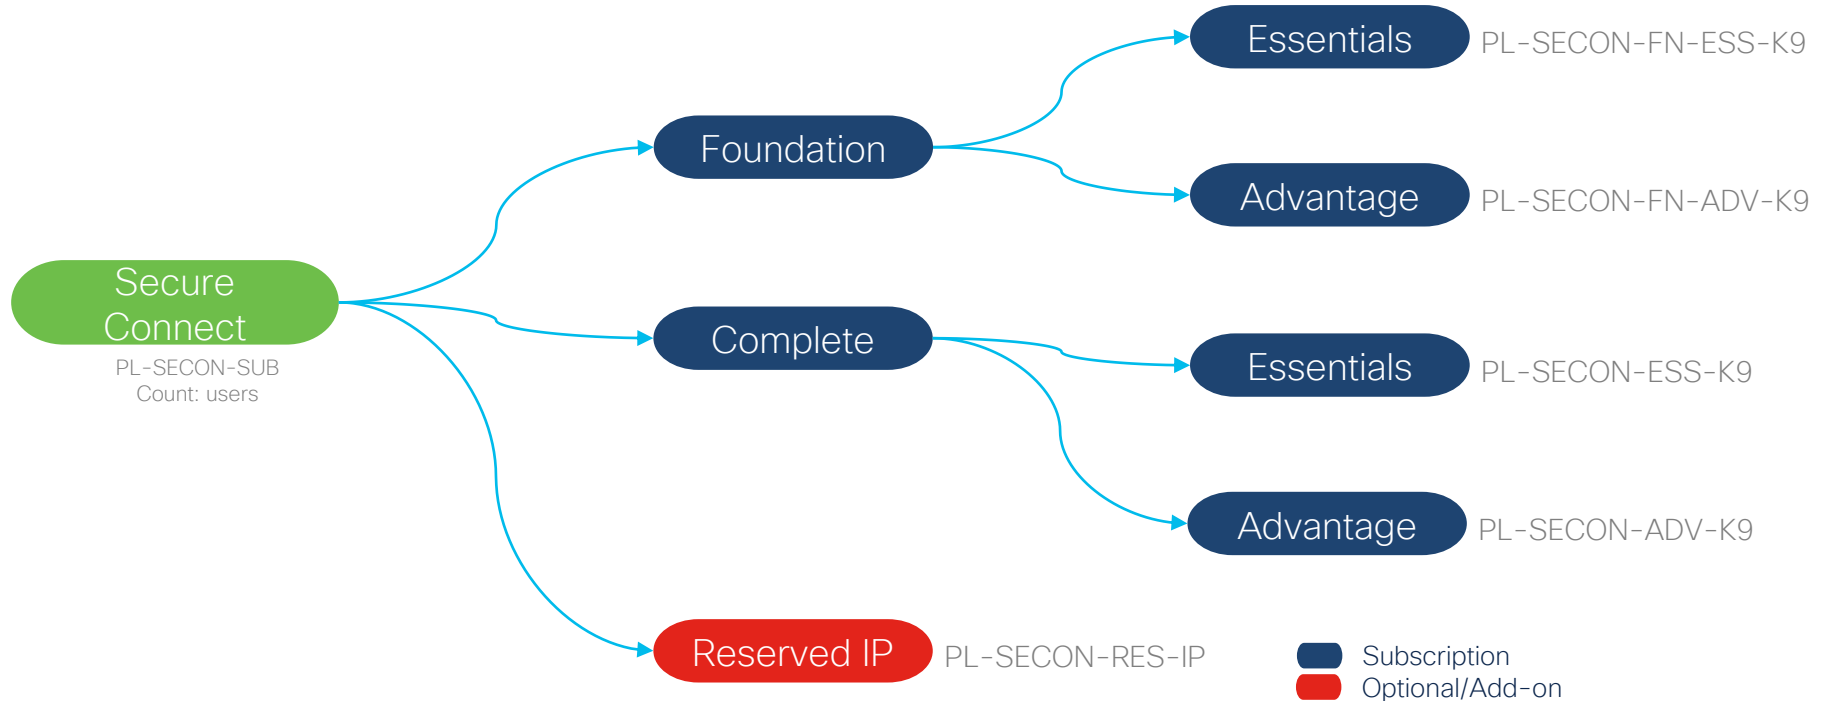 Essentials
PL-SECON-FN-ESS-K9
Foundation
Advantage
PL-SECON-FN-ADV-K9
Secure
Connect
PL-SECON-SUB
Count: users
Complete
Essentials
PL-SECON-ESS-K9
Advantage
PL-SECON-ADV-K9
Reserved IP
PL-SECON-RES-IP
Subscription
Optional/Add-on